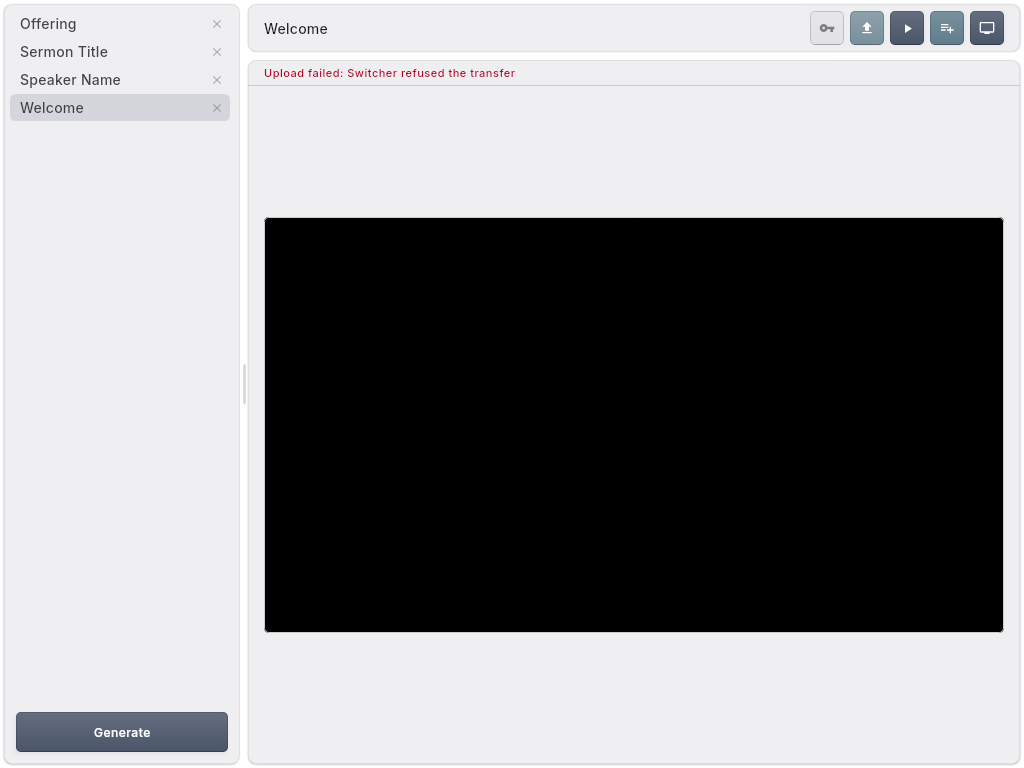 Offering
Sermon Title
Speaker Name
Welcome
Generate
Welcome
Upload failed: Switcher refused the transfer